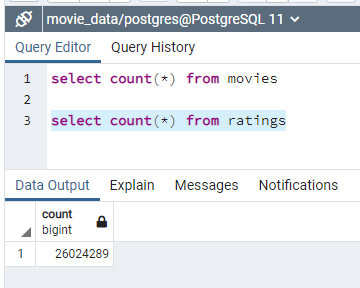 movie_data/postgres@PostgreSQL 11
Query Editor Query History
1 select count(*) from movies
2
3 select count(*) from ratings
Data Output Explain Messages Notifications
count
bigint
1 26024289